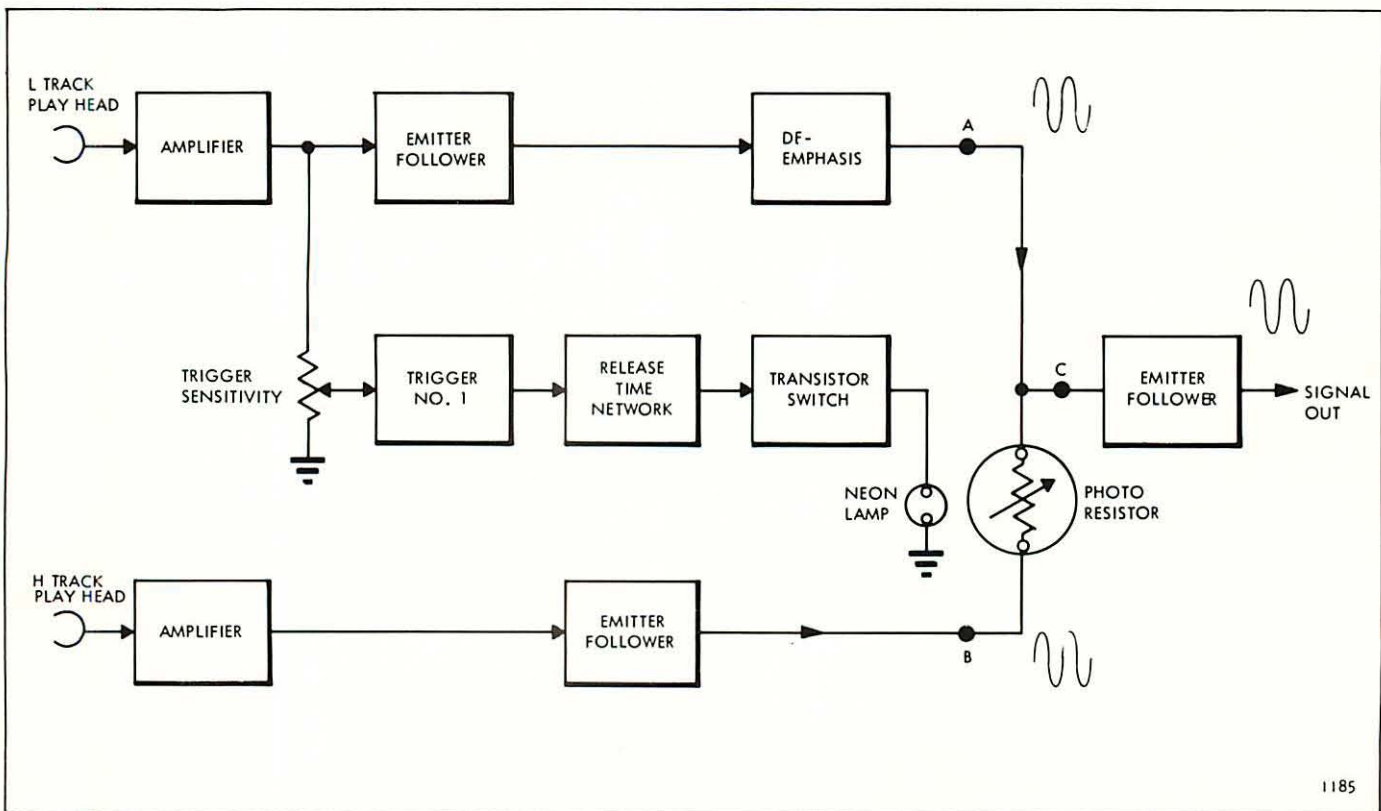 L TRACK
PLAY HEAD
AMPLIFIER
EMITTER
FOLLOWER
DF-
EMPHASIS
A
TRIGGER
SENSITIVITY
TRIGGER
NO. 1
RELEASE
TIME
NETWORK
TRANSISTOR
SWITCH
C
EMITTER
FOLLOWER
SIGNAL
OUT
NEON
LAMP
PHOTO
RESISTOR
H TRACK
PLAY HEAD
AMPLIFIER
EMITTER
FOLLOWER
B
1185